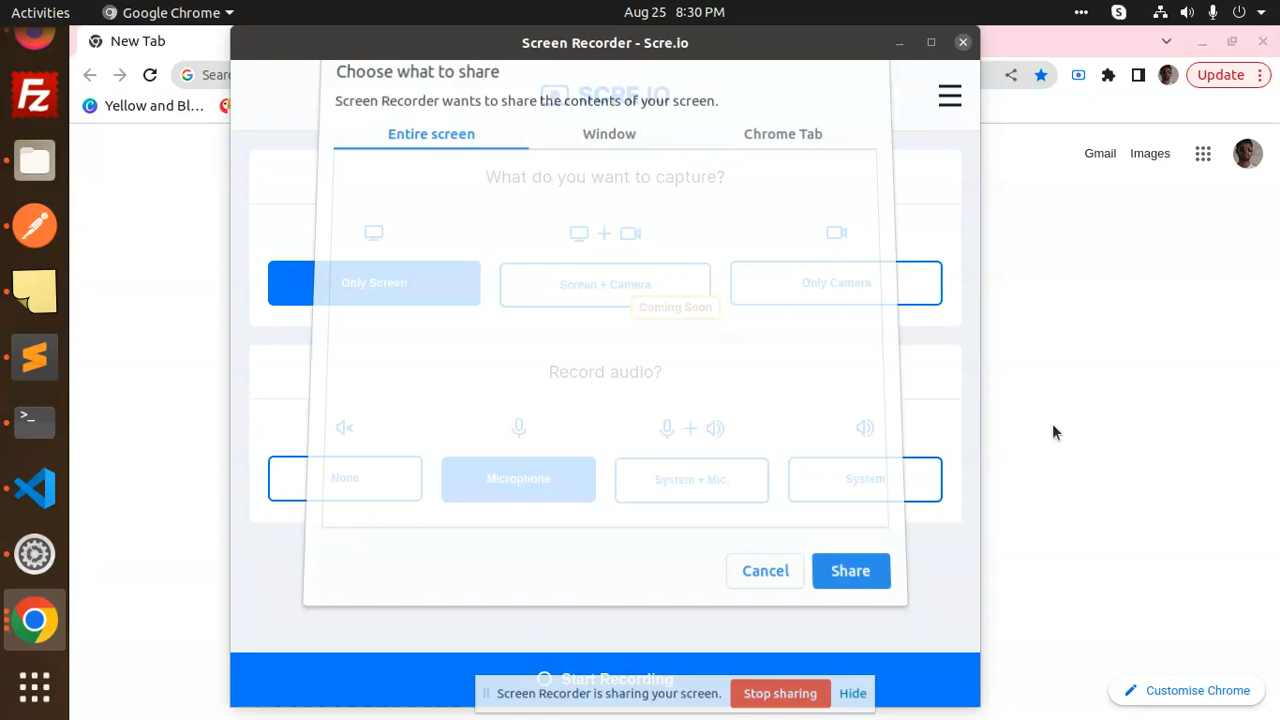 Activities
Google Chrome
Aug 25 8:30 PM
New Tab
Screen Recorder - Scre.io
Sear
Update
Yellow and Bl...
Choose what to share
SCRE.IO
Screen Recorder wants to share the contents of your screen.
Entire screen
Window
Chrome Tab
Gmail
Images
What do you want to capture?
Only Screen
Screen + Camera
Only Camera
Coming Soon
Record audio?
None
Microphone
System + Mic.
System
Cancel
Share
Start Recording
Screen Recorder is sharing your screen.
Stop sharing
Hide
Customise Chrome